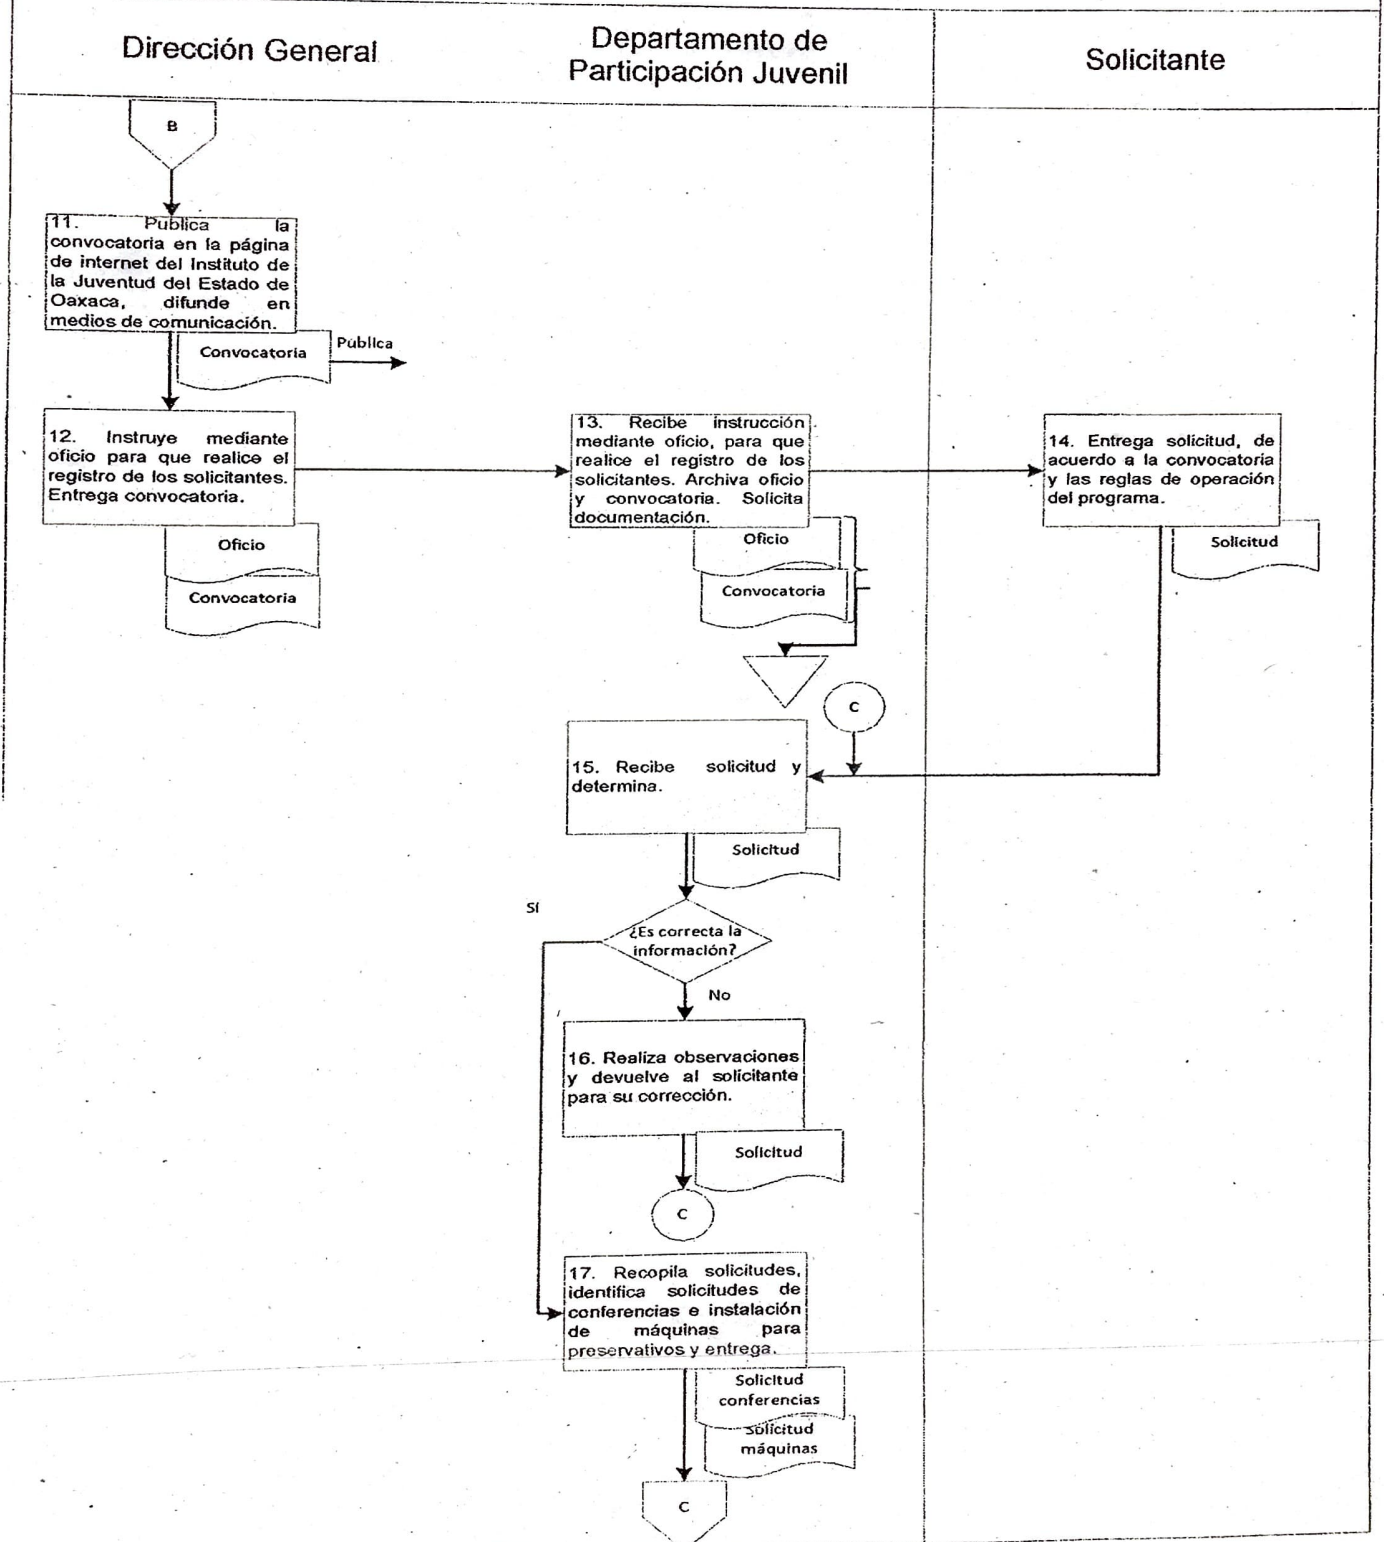 Dirección General
Departamento de
Participación Juvenil
Solicitante
B
11. Publica la
convocatoria en la página
de internet del Instituto de
la Juventud del Estado de
Oaxaca, difunde en
medios de comunicación.
Convocatoria
Publica
12. Instruye mediante
oficio para que realice el
registro de los solicitantes.
Entrega convocatoria.
Oficio
Convocatoria
13. Recibe instrucción
mediante oficio, para que
realice el registro de los
solicitantes. Archiva oficio
y convocatoria. Solicita
documentación.
Oficio
Convocatoria
14. Entrega solicitud, de
acuerdo a la convocatoria
y las reglas de operación
del programa.
Solicitud
C
15. Recibe solicitud y
determina.
Solicitud
Sí
¿Es correcta la
información?
No
16. Realiza observaciones
y devuelve al solicitante
para su corrección.
Solicitud
C
17. Recopila solicitudes,
identifica solicitudes de
conferencias e instalación
de máquinas para
preservativos y entrega.
Solicitud
conferencias
Solicitud
máquinas
C